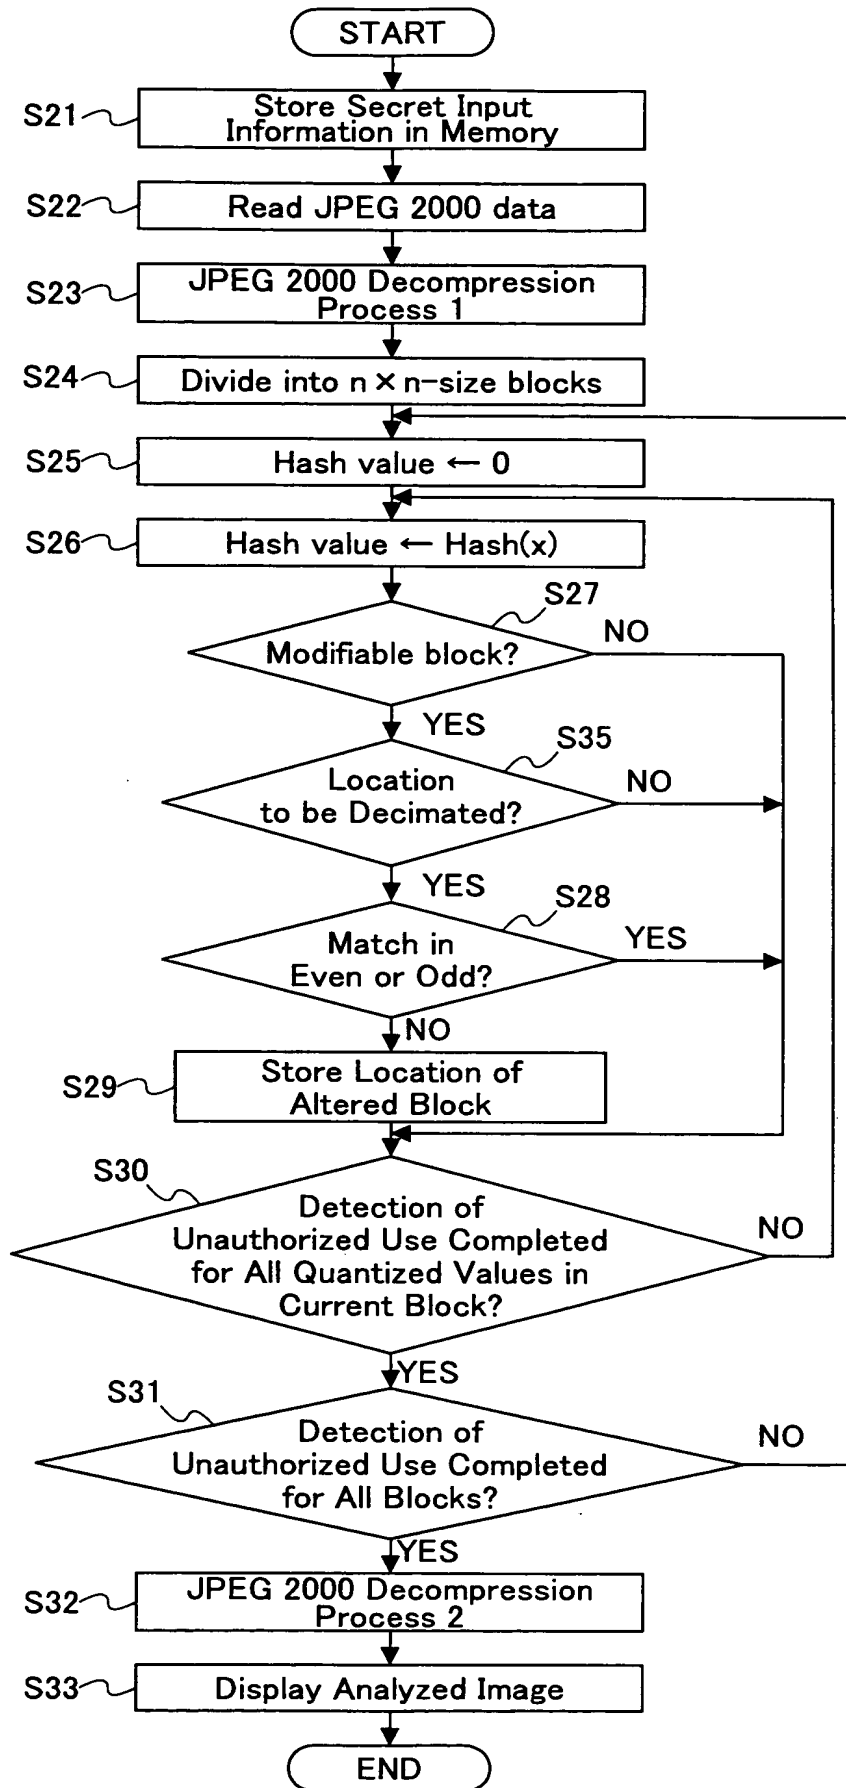 START
S21
Store Secret Input
Information in Memory
S22
Read JPEG 2000 data
S23
JPEG 2000 Decompression
Process 1
S24
Divide into n × n-size blocks
S25
Hash value ← 0
S26
Hash value ← Hash(x)
S27
Modifiable block?
NO
YES
S35
Location
to be Decimated?
NO
YES
S28
Match in
Even or Odd?
YES
NO
S29
Store Location of
Altered Block
S30
Detection of
Unauthorized Use Completed
for All Quantized Values in
Current Block?
NO
YES
S31
Detection of
Unauthorized Use Completed
for All Blocks?
NO
YES
S32
JPEG 2000 Decompression
Process 2
S33
Display Analyzed Image
END